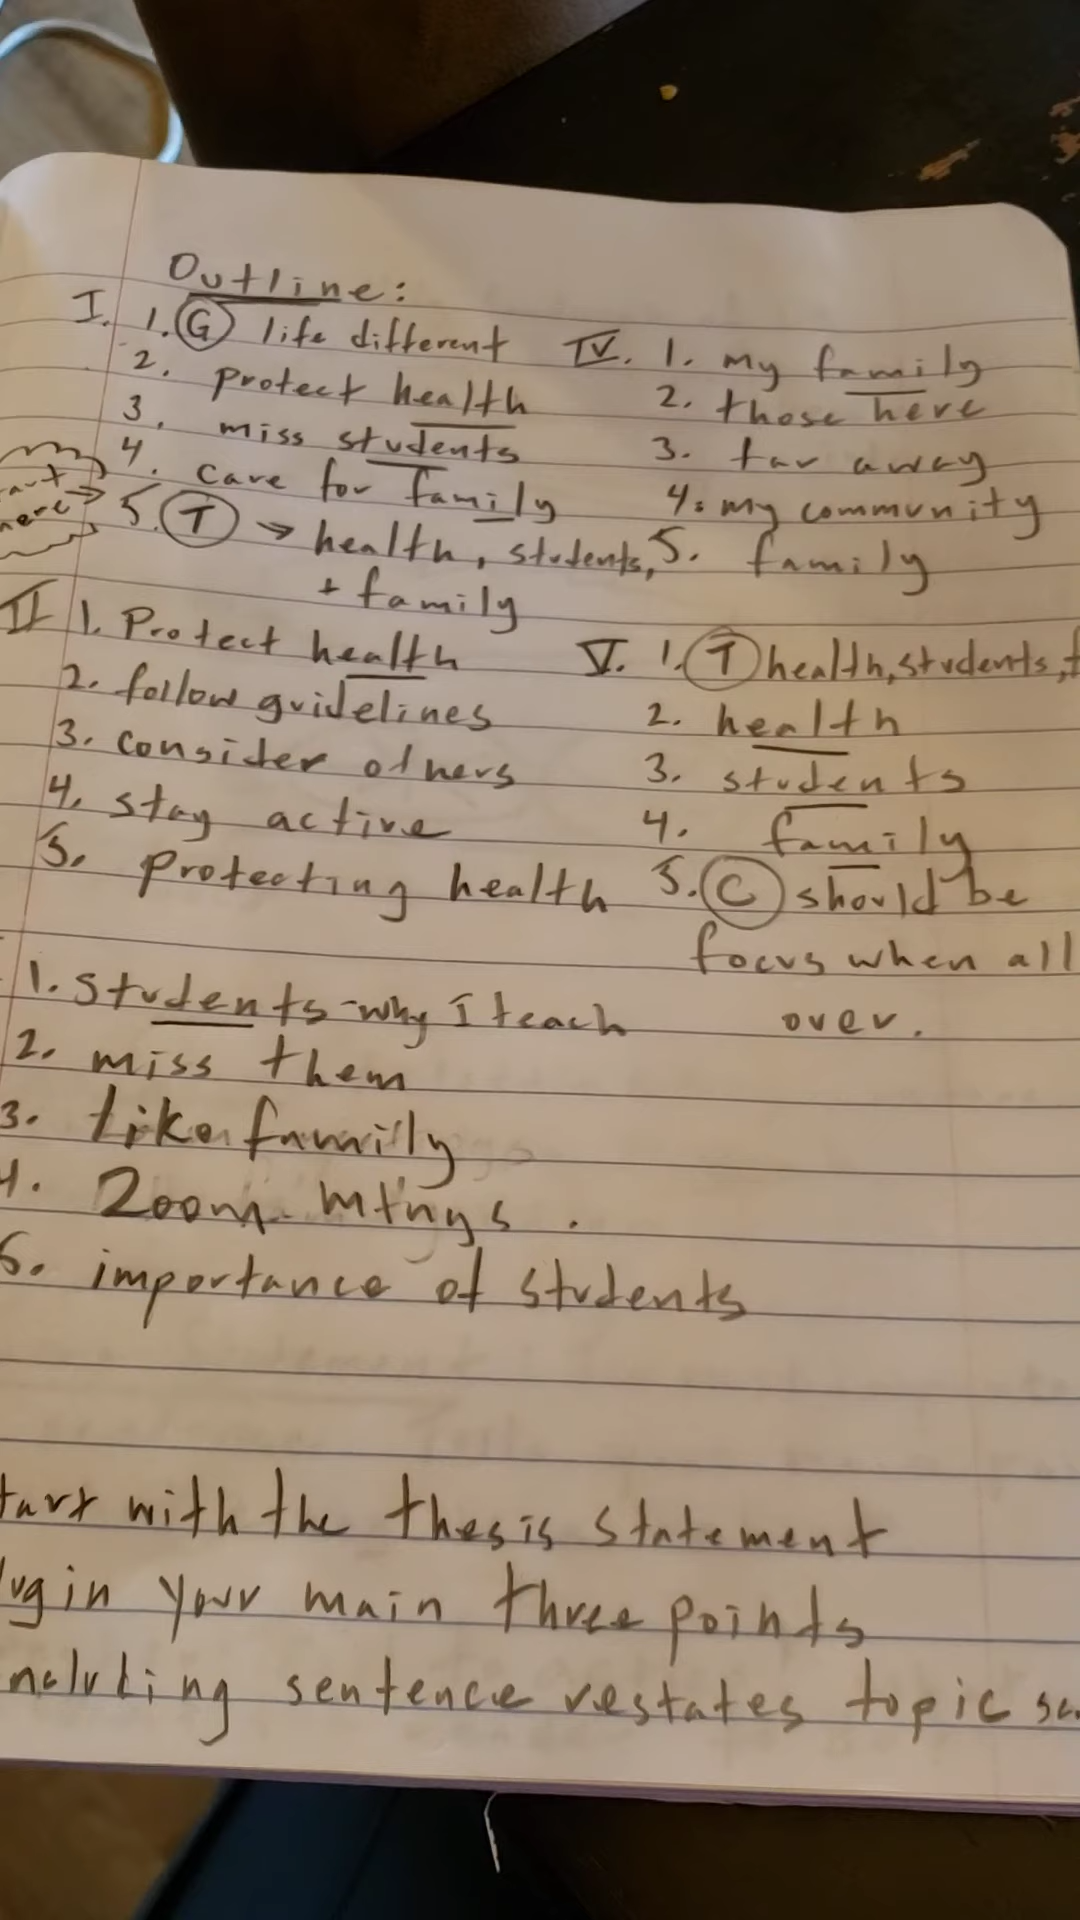 Outline:
I. 1. G life different
2. protect health
3. miss students
4. care for family
5. T → health, students,
+ family
II 1. Protect health
2. follow guidelines
3. consider others
4. stay active
5. protecting health
1. students - why I teach
2. miss them
3. like family
4. Zoom mtngs.
5. importance of students
IV. 1. my family
2. those here
3. far away
4. my community
5. family
V. 1. T health, students,
2. health
3. students
4. family
5. C should be
focus when all
over.
with the thesis statement
in your main three points
sentence restates topic